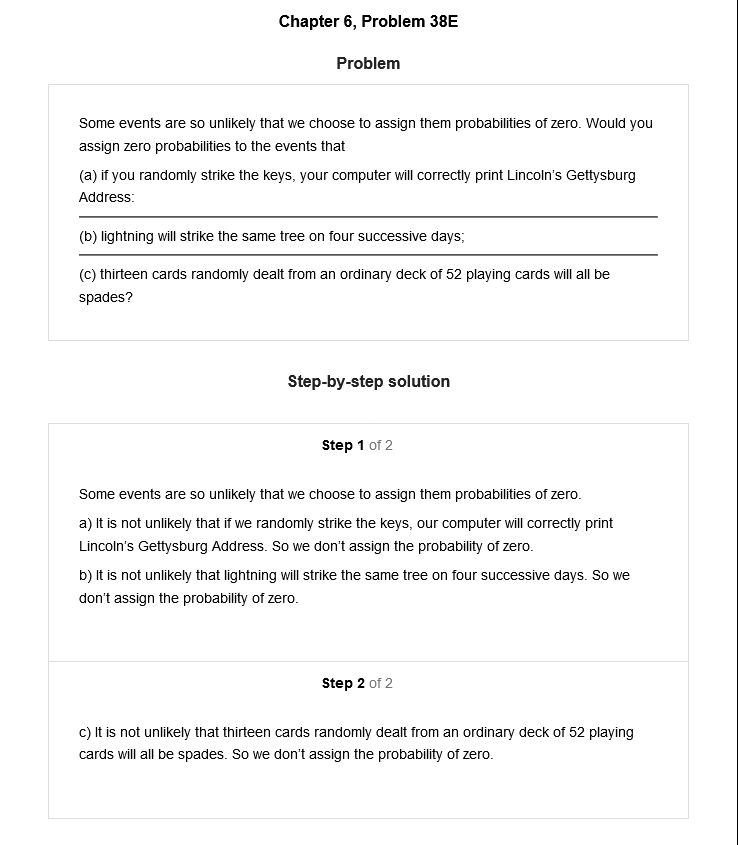 Chapter 6, Problem 38E
Problem
Some events are so unlikely that we choose to assign them probabilities of zero. Would you
assign zero probabilities to the events that
(a) if you randomly strike the keys, your computer will correctly print Lincoln's Gettysburg
Address:
(b) lightning will strike the same tree on four successive days;
(c) thirteen cards randomly dealt from an ordinary deck of 52 playing cards will all be
spades?
Step-by-step solution
Step 1 of 2
Some events are so unlikely that we choose to assign them probabilities of zero.
a) It is not unlikely that if we randomly strike the keys, our computer will correctly print
Lincoln's Gettysburg Address. So we don't assign the probability of zero.
b) It is not unlikely that lightning will strike the same tree on four successive days. So we
don't assign the probability of zero.
Step 2 of 2
c) It is not unlikely that thirteen cards randomly dealt from an ordinary deck of 52 playing
cards will all be spades. So we don't assign the probability of zero.